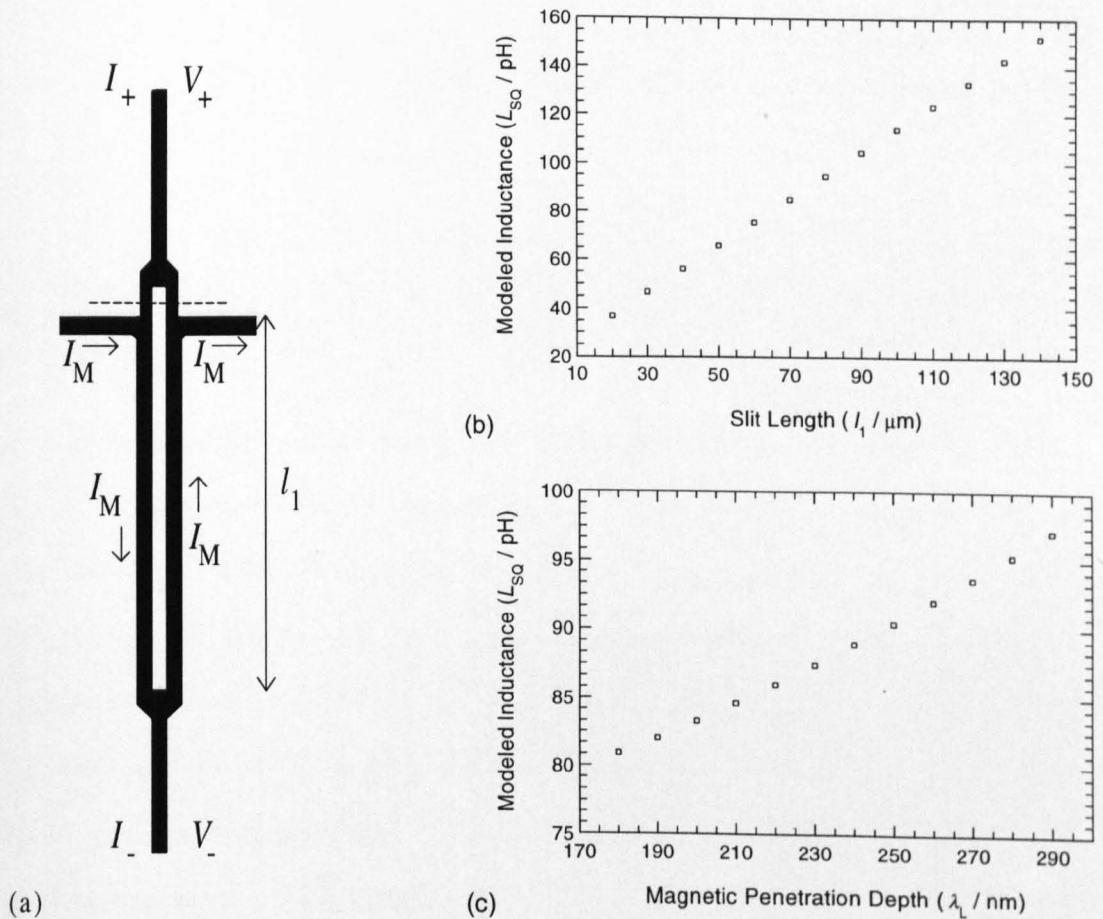 I+ V+
IM IM
IM
IM
l1
I- V-
(a)
Modeled Inductance (LSQ / pH)
160
140
120
100
80
60
40
20
10 30 50 70 90 110 130 150
Slit Length ( l1 / μm)
(b)
Modeled Inductance (LSQ / pH)
100
95
90
85
80
75
170 190 210 230 250 270 290
Magnetic Penetration Depth ( λL / nm)
(c)